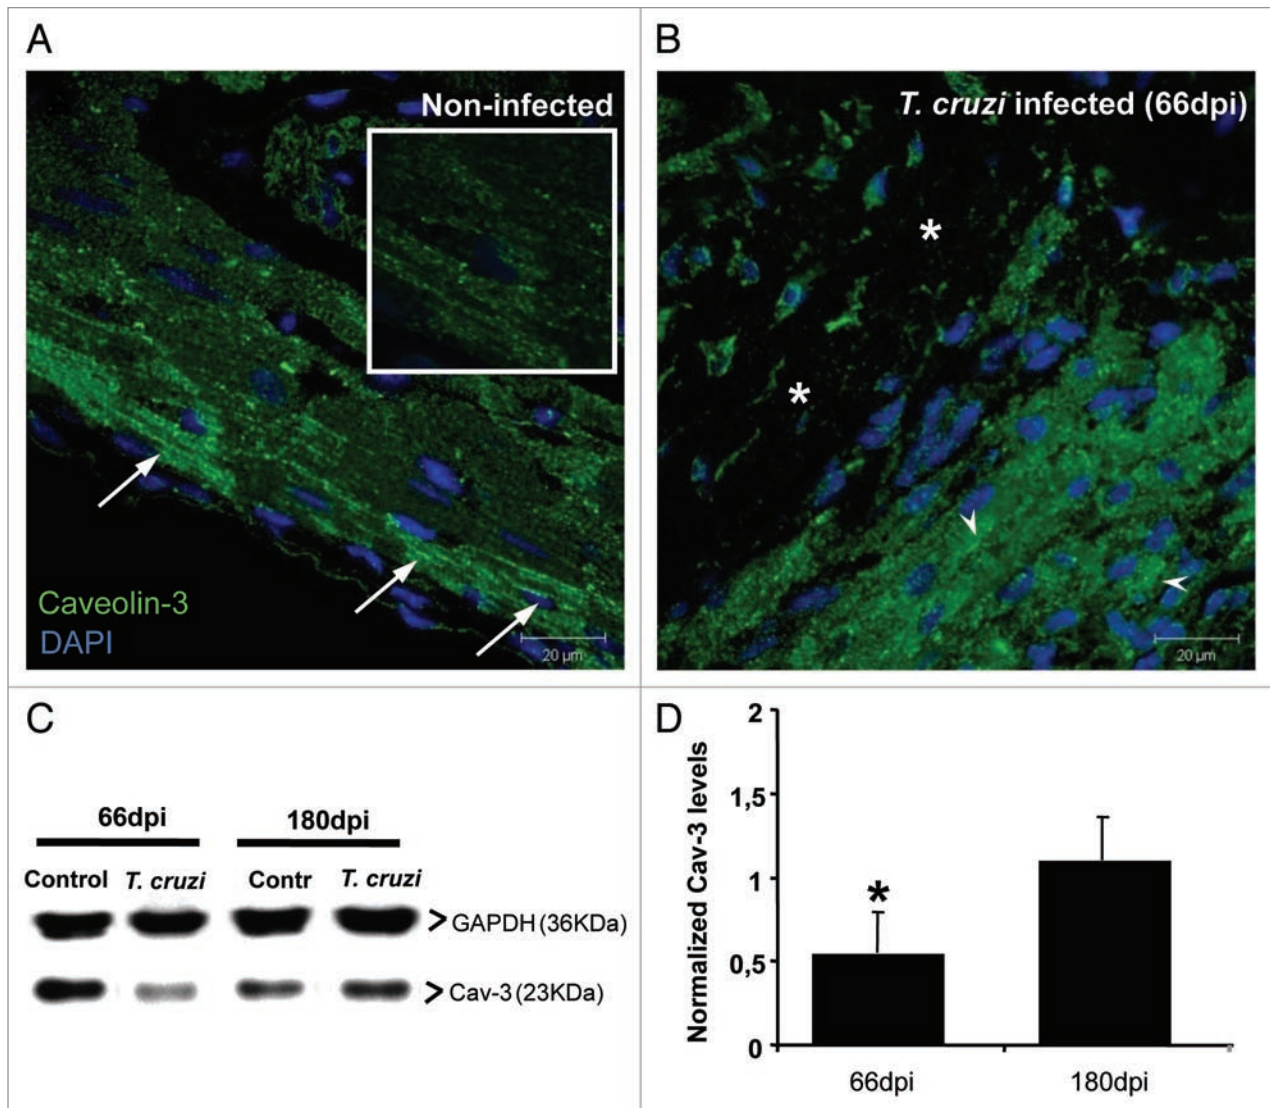 A
Non-infected
Caveolin-3
DAPI
20 µm
B
T. cruzi infected (66dpi)
*
*
20 µm
C
66dpi
180dpi
Control T. cruzi Contr T. cruzi
GAPDH (36KDa)
Cav-3 (23KDa)
D
Normalized Cav-3 levels
2
1,5
1
0,5
0
*
66dpi
180dpi